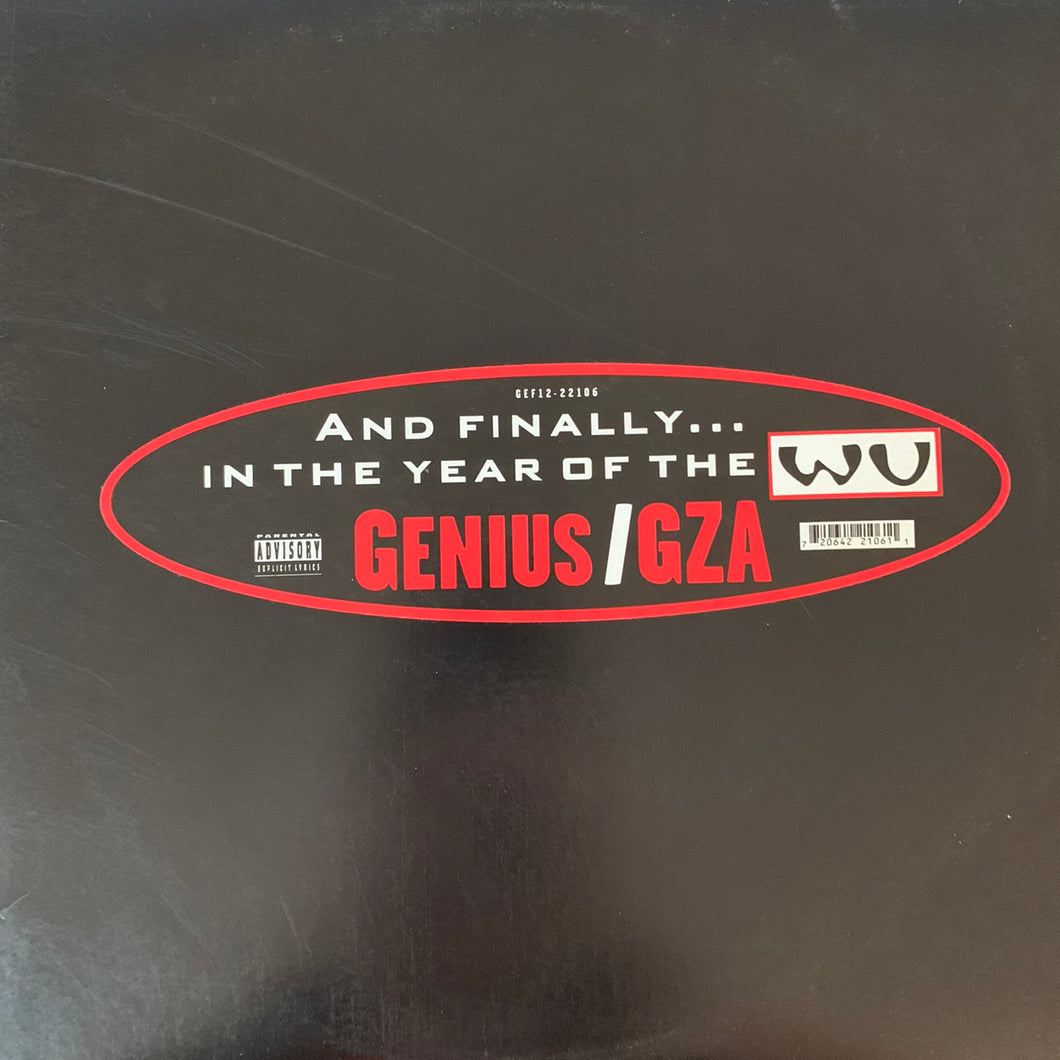 GEF12-22106
AND FINALLY...
IN THE YEAR OF THE WU
GENIUS/GZA
PARENTAL
ADVISORY
EXPLICIT LYRICS
7 20642 21061 1